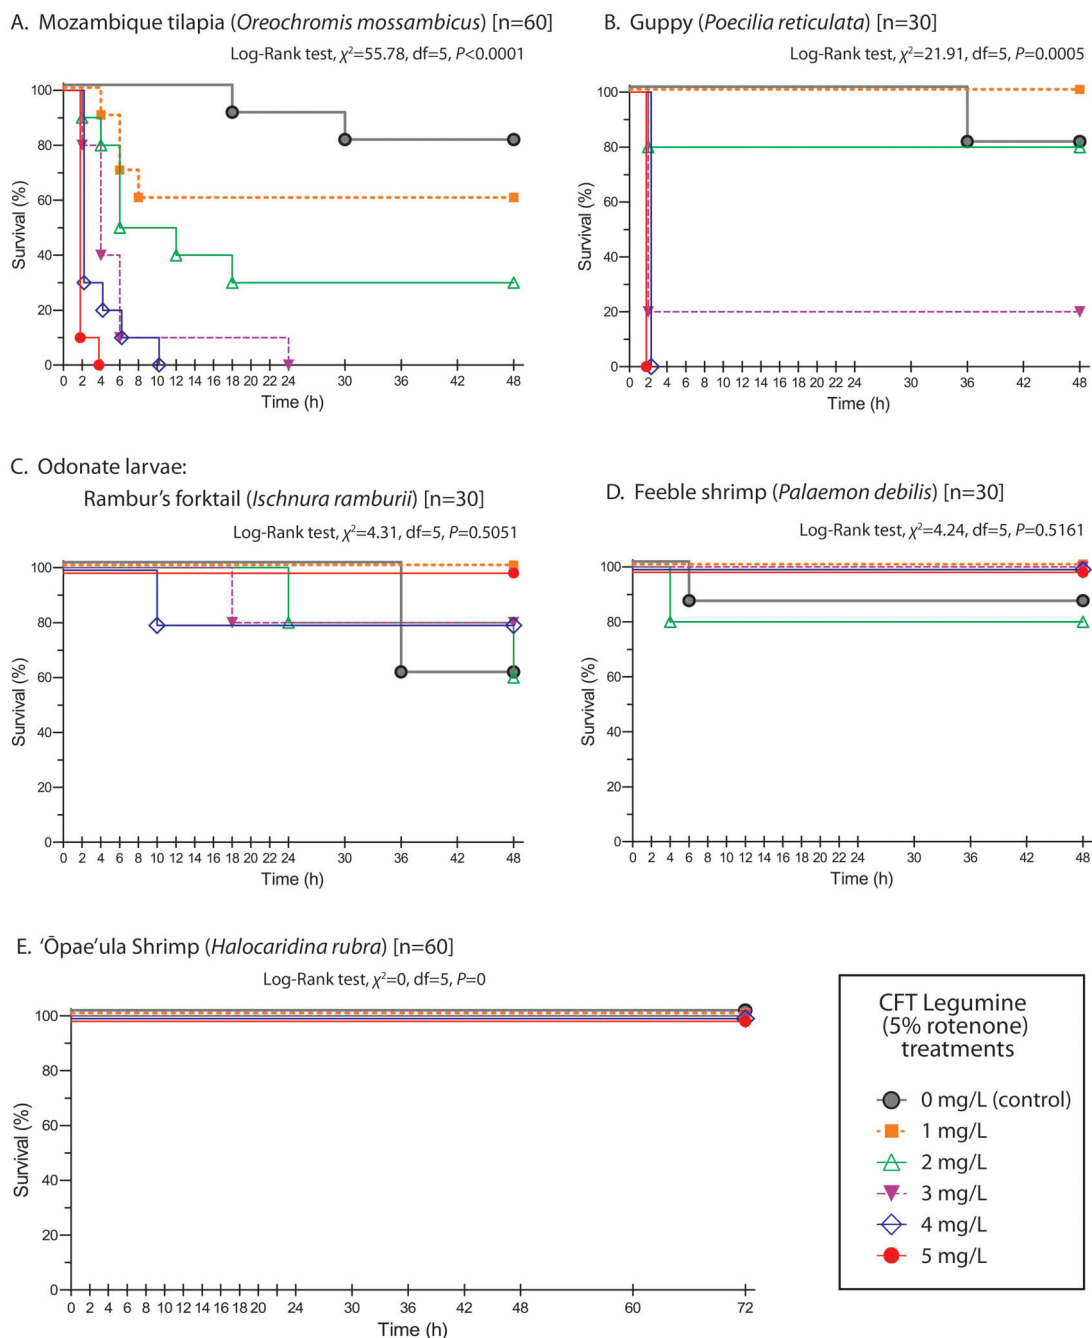 A. Mozambique tilapia (Oreochromis mossambicus) [n=60]
Log-Rank test, χ²=55.78, df=5, P<0.0001
Survival (%)
100
80
60
40
20
0
0 2 4 6 8 10 12 14 16 18 20 22 24 30 36 42 48
Time (h)
B. Guppy (Poecilia reticulata) [n=30]
Log-Rank test, χ²=21.91, df=5, P=0.0005
Survival (%)
100
80
60
40
20
0
0 2 4 6 8 10 12 14 16 18 20 22 24 30 36 42 48
Time (h)
C. Odonate larvae:
Rambur’s forktail (Ischnura ramburii) [n=30]
Log-Rank test, χ²=4.31, df=5, P=0.5051
Survival (%)
100
80
60
40
20
0
0 2 4 6 8 10 12 14 16 18 20 22 24 30 36 42 48
Time (h)
D. Feeble shrimp (Palaemon debilis) [n=30]
Log-Rank test, χ²=4.24, df=5, P=0.5161
Survival (%)
100
80
60
40
20
0
0 2 4 6 8 10 12 14 16 18 20 22 24 30 36 42 48
Time (h)
E. ‘Ōpae’ula Shrimp (Halocaridina rubra) [n=60]
Log-Rank test, χ²=0, df=5, P=0
Survival (%)
100
80
60
40
20
0
0 2 4 6 8 10 12 14 16 18 20 24 30 36 42 48 60 72
Time (h)
CFT Legumine
(5% rotenone)
treatments
0 mg/L (control)
1 mg/L
2 mg/L
3 mg/L
4 mg/L
5 mg/L